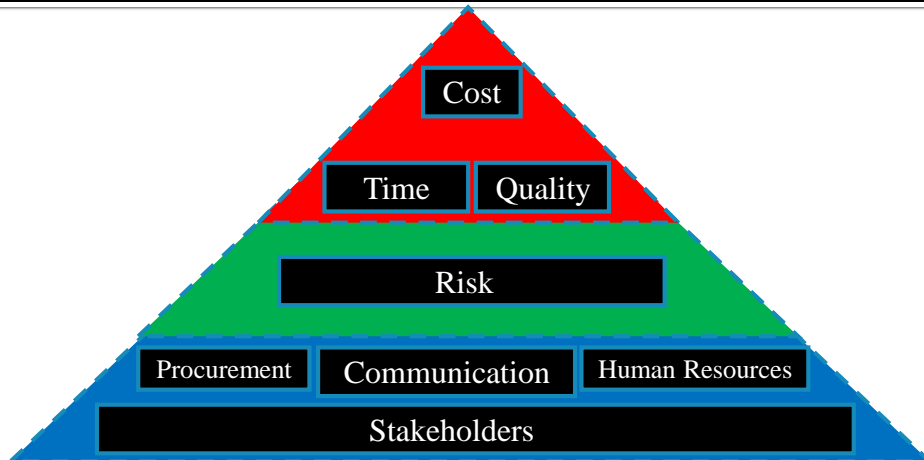 Cost
Time Quality
Risk
Procurement Communication Human Resources
Stakeholders